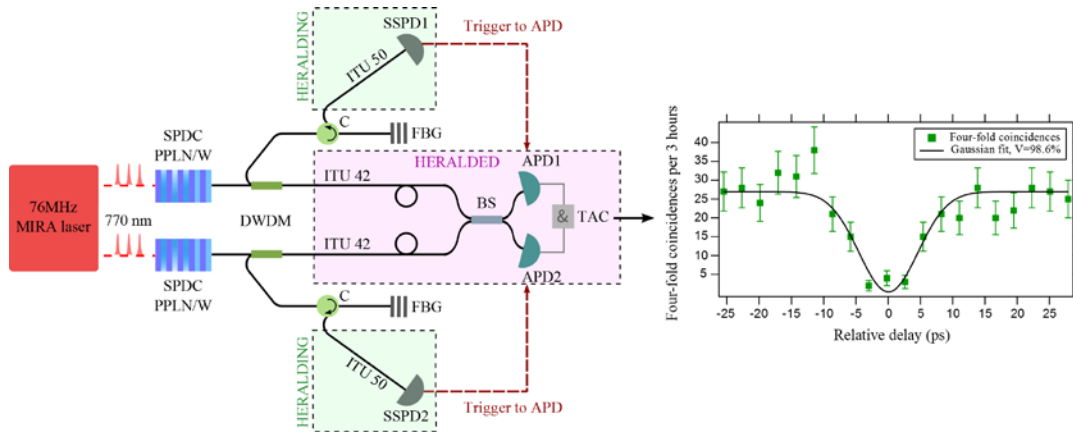 HERALDING
SSPD1
ITU 50
Trigger to APD
C
FBG
SPDC
PPLN/W
76MHz
MIRA laser
770 nm
DWDM
SPDC
PPLN/W
HERALDED
ITU 42
ITU 42
BS
APD1
&
TAC
APD2
C
FBG
HERALDING
ITU 50
SSPD2
Trigger to APD
Four-fold coincidences per 3 hours
40
35
30
25
20
15
10
5
Four-fold coincidences
Gaussian fit, V=98.6%
-25 -20 -15 -10 -5 0 5 10 15 20 25
Relative delay (ps)